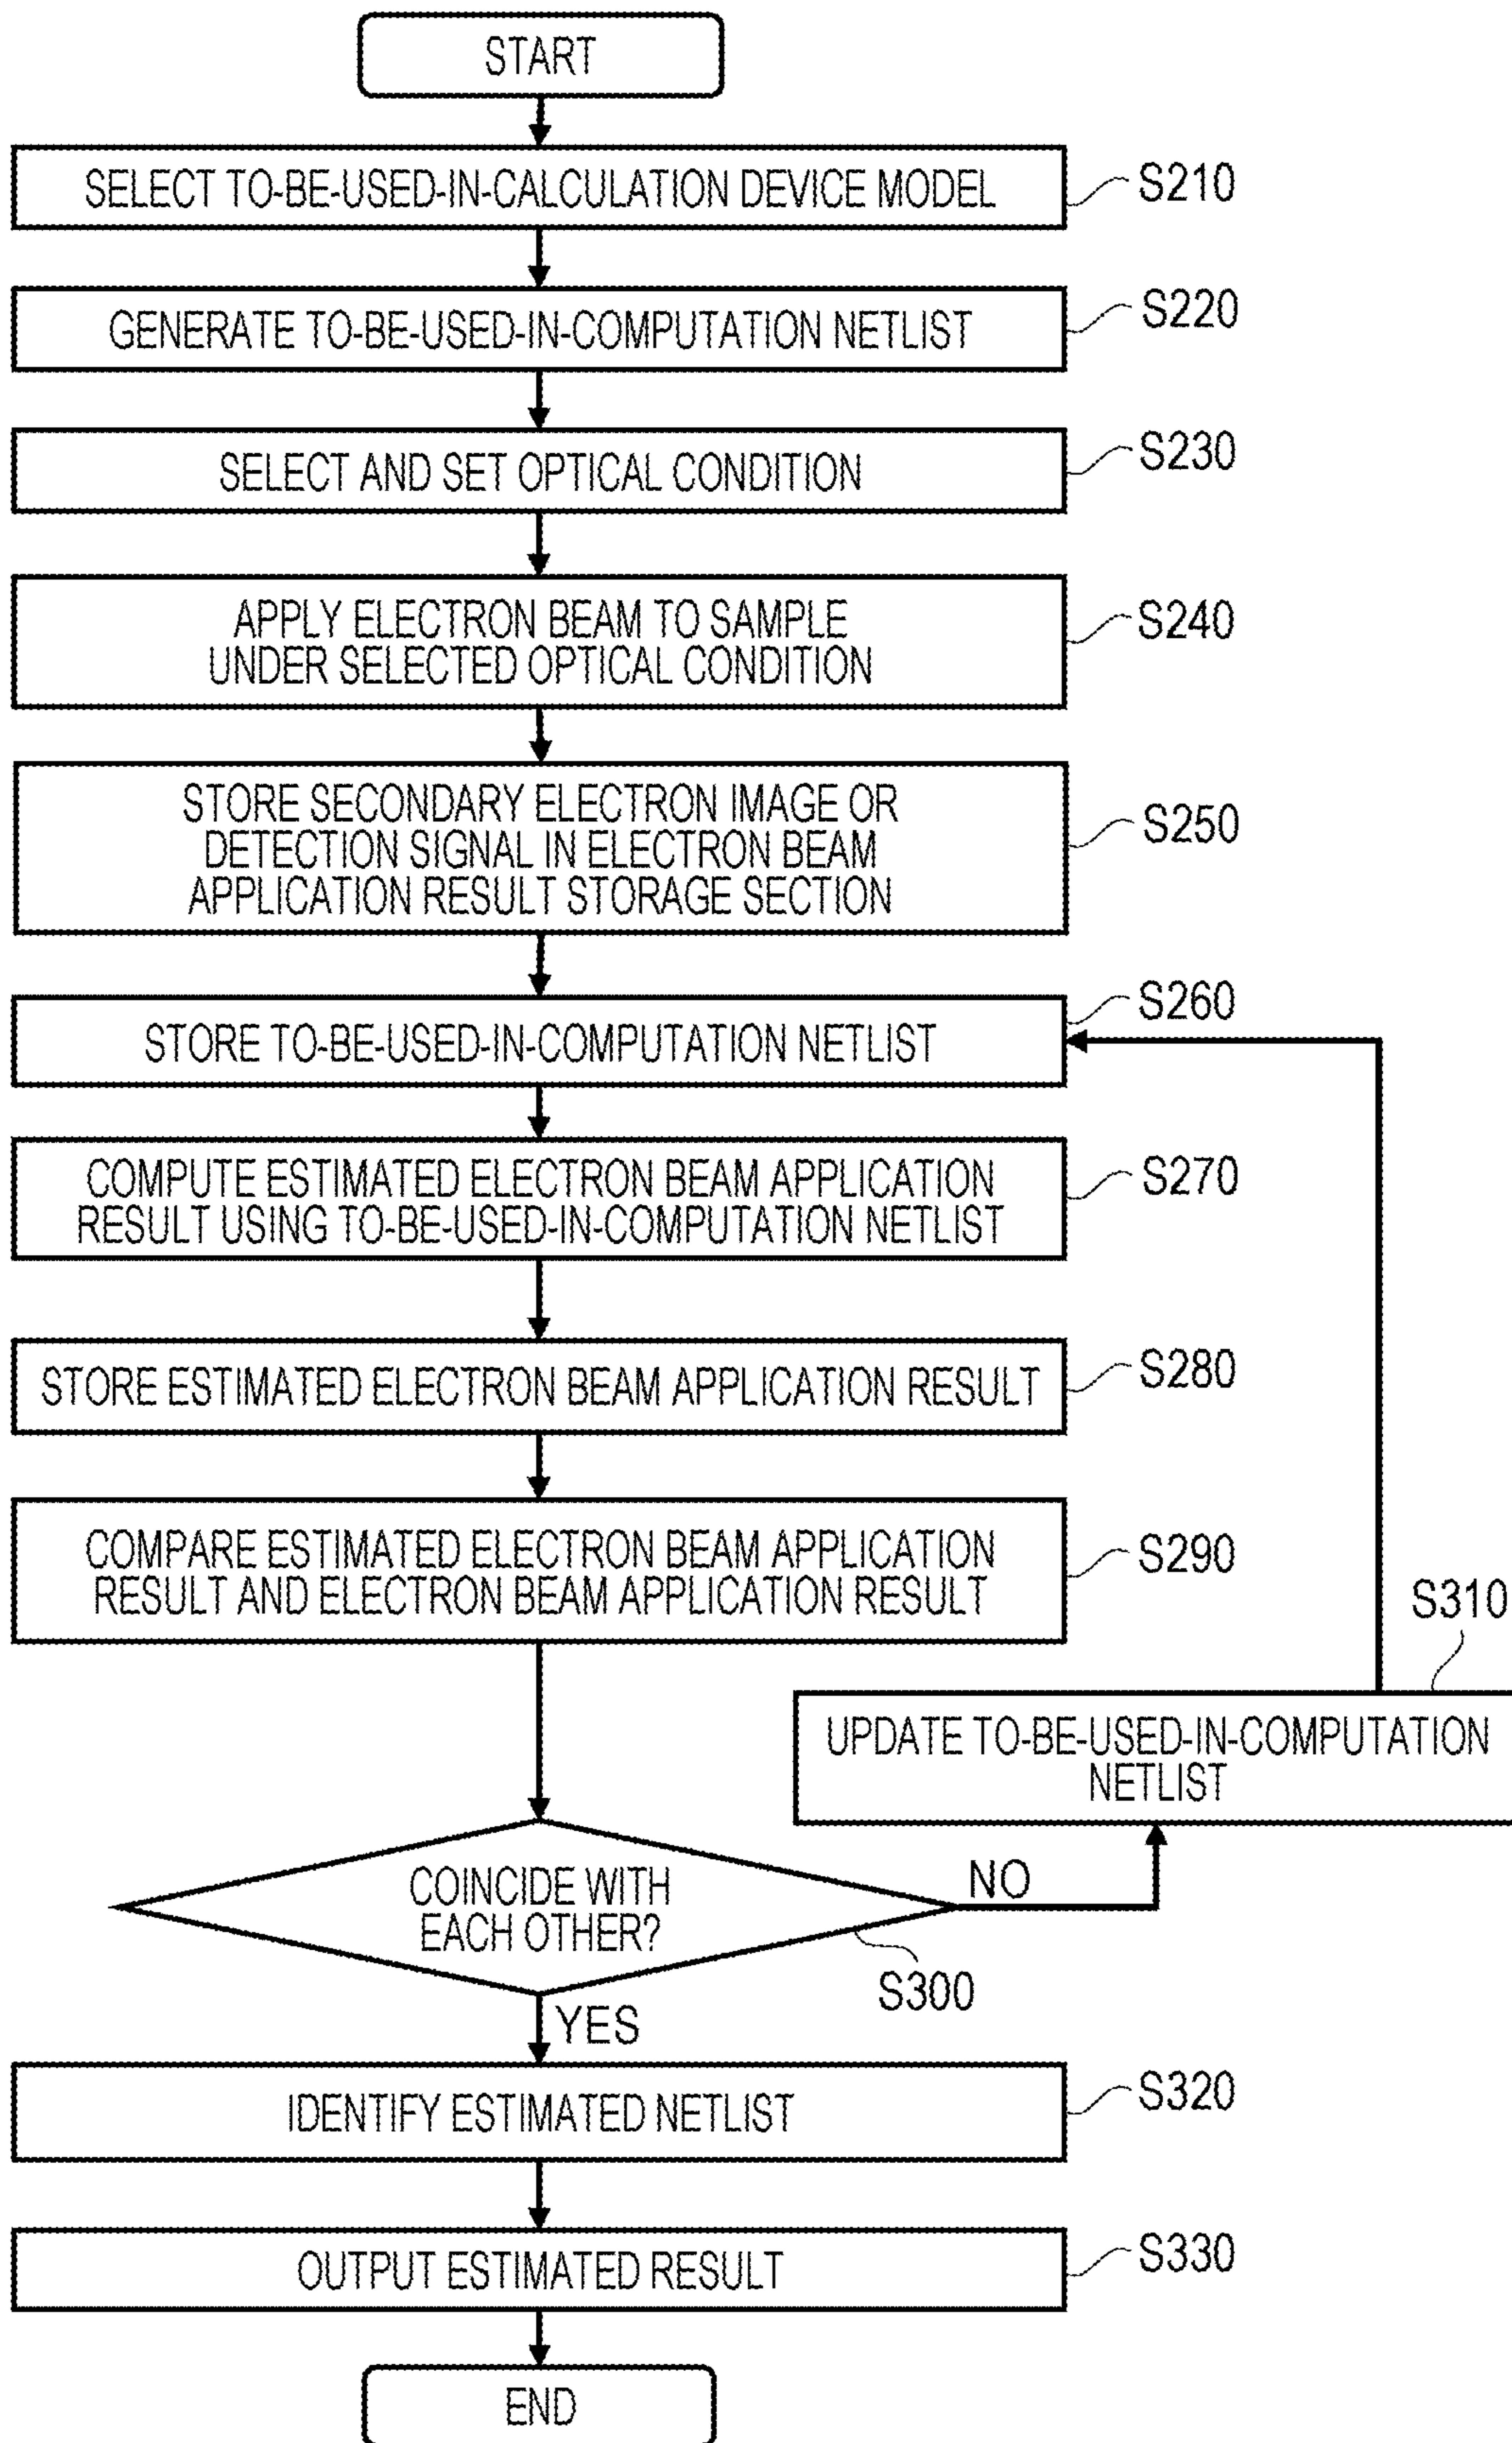 START
SELECT TO-BE-USED-IN-CALCULATION DEVICE MODEL
S210
GENERATE TO-BE-USED-IN-COMPUTATION NETLIST
S220
SELECT AND SET OPTICAL CONDITION
S230
APPLY ELECTRON BEAM TO SAMPLE
UNDER SELECTED OPTICAL CONDITION
S240
STORE SECONDARY ELECTRON IMAGE OR
DETECTION SIGNAL IN ELECTRON BEAM
APPLICATION RESULT STORAGE SECTION
S250
STORE TO-BE-USED-IN-COMPUTATION NETLIST
S260
COMPUTE ESTIMATED ELECTRON BEAM APPLICATION
RESULT USING TO-BE-USED-IN-COMPUTATION NETLIST
S270
STORE ESTIMATED ELECTRON BEAM APPLICATION RESULT
S280
COMPARE ESTIMATED ELECTRON BEAM APPLICATION
RESULT AND ELECTRON BEAM APPLICATION RESULT
S290
S310
UPDATE TO-BE-USED-IN-COMPUTATION
NETLIST
COINCIDE WITH
EACH OTHER?
NO
S300
YES
IDENTIFY ESTIMATED NETLIST
S320
OUTPUT ESTIMATED RESULT
S330
END